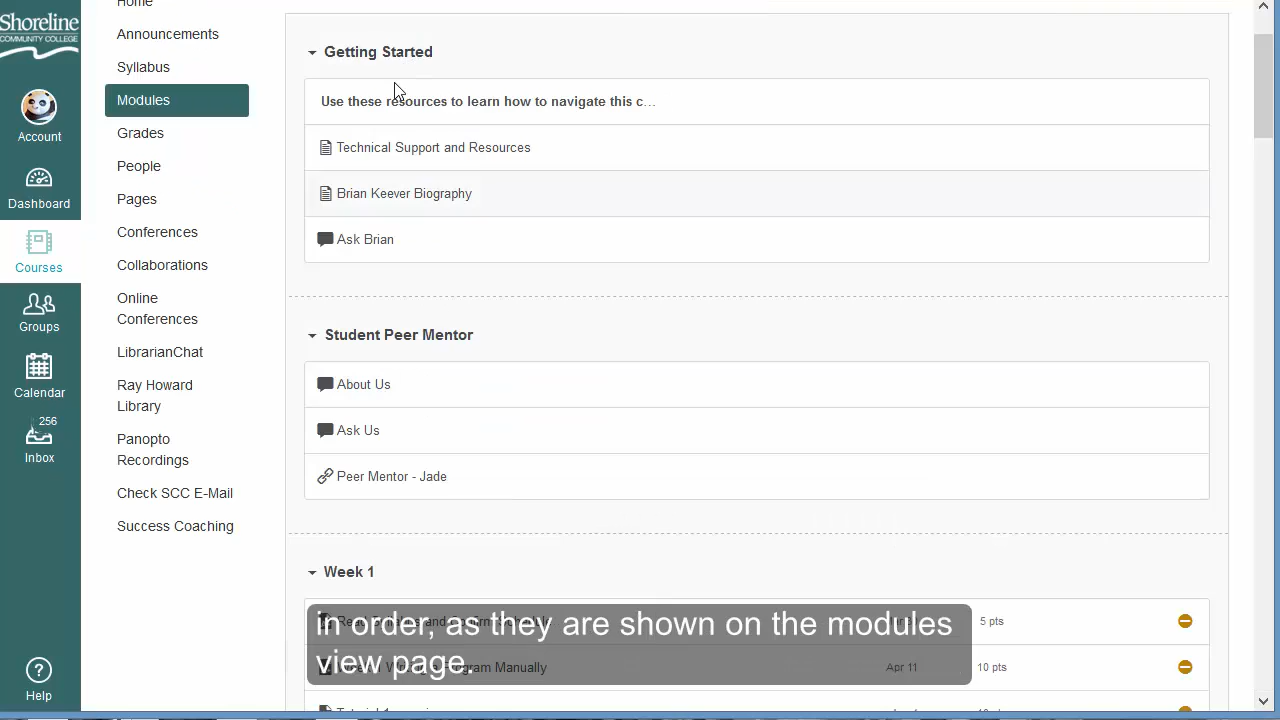 Shoreline
COMMUNITY COLLEGE
Account
Dashboard
Courses
Groups
Calendar
256
Inbox
Help
Home
Announcements
Syllabus
Modules
Grades
People
Pages
Conferences
Collaborations
Online
Conferences
LibrarianChat
Ray Howard
Library
Panopto
Recordings
Check SCC E-Mail
Success Coaching
Getting Started
Use these resources to learn how to navigate this c...
Technical Support and Resources
Brian Keever Biography
Ask Brian
Student Peer Mentor
About Us
Ask Us
Peer Mentor - Jade
Week 1
5 pts
Program Manually
Apr 11
10 pts
in order, as they are shown on the modules
view page.